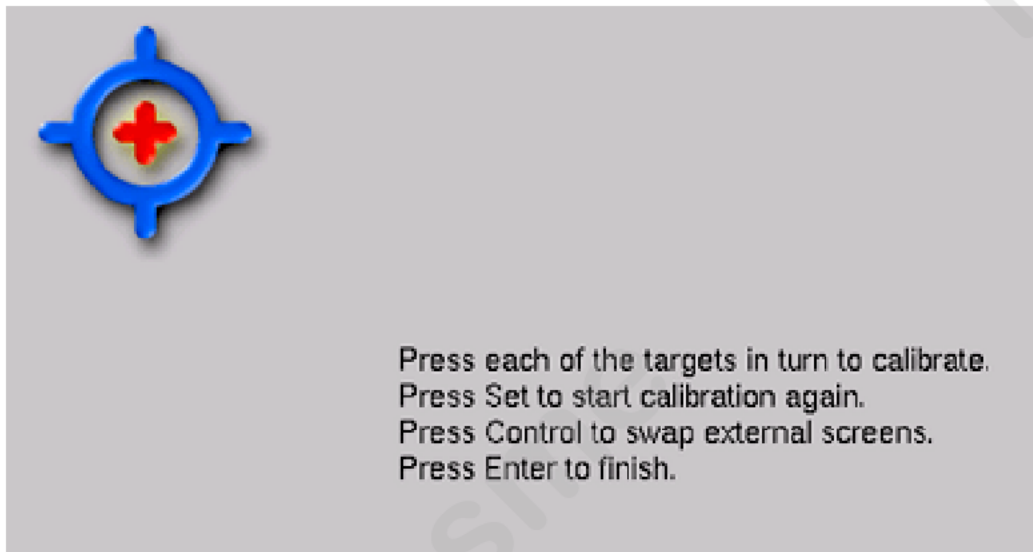 Press each of the targets in turn to calibrate.
Press Set to start calibration again.
Press Control to swap external screens.
Press Enter to finish.